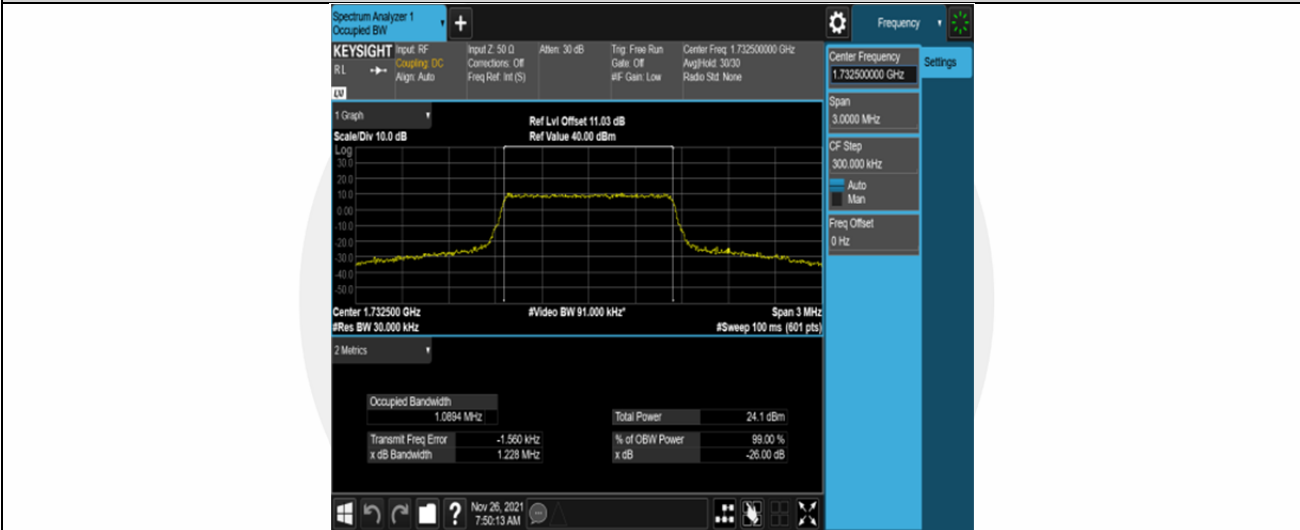 Spectrum Analyzer 1
Occupied BW
+
Frequency
KEYSIGHT Input: RF Input Z: 50 Ω Atten: 30 dB Trig: Free Run Center Freq: 1.732500000 GHz
R L Coupling: DC Corrections: Off Gate: Off Avg|Hold: 30/30
Align: Auto Freq Ref: Int (S) #IF Gain: Low Radio Std: None
LXI
Center Frequency
1.732500000 GHz
Settings
Span
3.0000 MHz
CF Step
300.000 kHz
Auto
Man
Freq Offset
0 Hz
1 Graph
Ref Lvl Offset 11.03 dB
Scale/Div 10.0 dB Ref Value 40.00 dBm
Log
30.0
20.0
10.0
0.00
-10.0
-20.0
-30.0
-40.0
-50.0
Center 1.732500 GHz #Video BW 91.000 kHz* Span 3 MHz
#Res BW 30.000 kHz #Sweep 100 ms (601 pts)
2 Metrics
Occupied Bandwidth
1.0894 MHz
Total Power 24.1 dBm
Transmit Freq Error -1.560 kHz % of OBW Power 99.00 %
x dB Bandwidth 1.228 MHz x dB -26.00 dB
?
Nov 26, 2021
7:50:13 AM